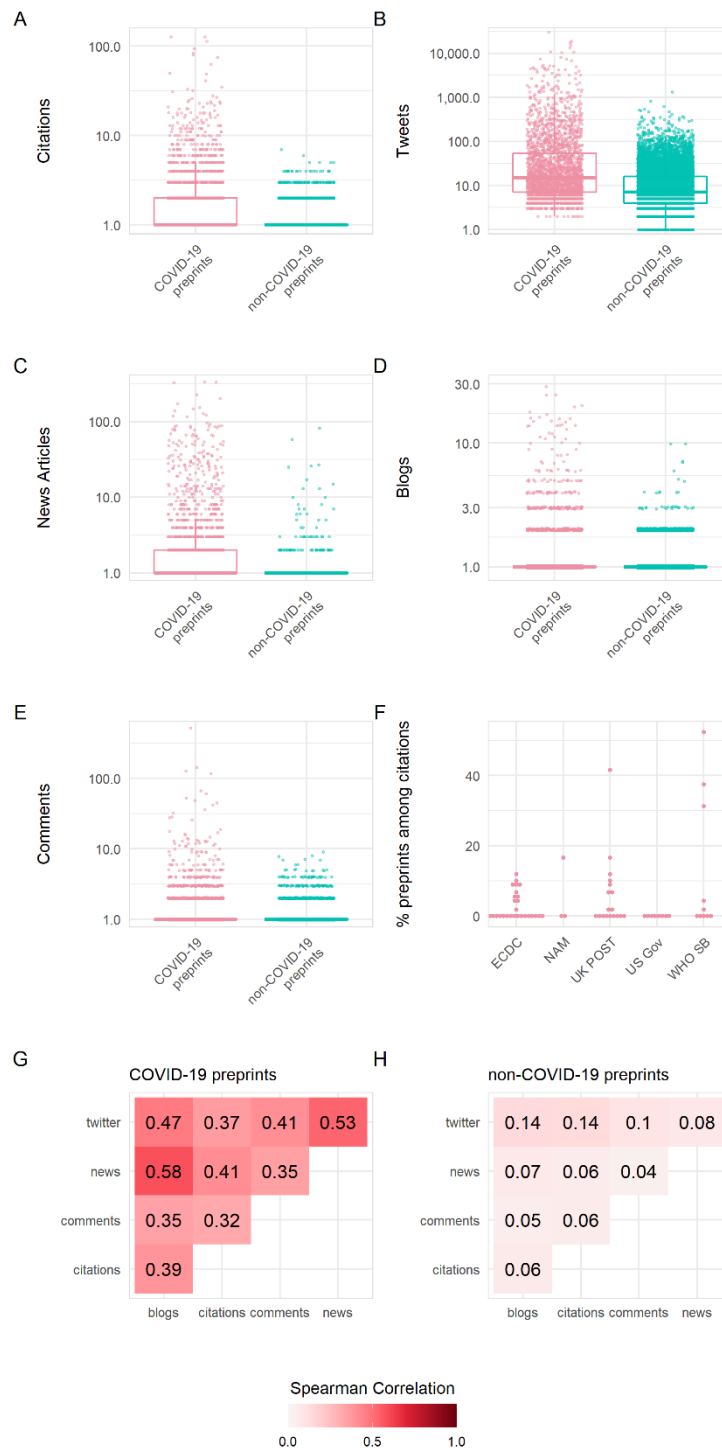 A
B
Citations
100.0
10.0
1.0
COVID-19
preprints
non-COVID-19
preprints
Tweets
10,000.0
1,000.0
100.0
10.0
1.0
COVID-19
preprints
non-COVID-19
preprints
C
D
News Articles
100.0
10.0
1.0
COVID-19
preprints
non-COVID-19
preprints
Blogs
30.0
10.0
3.0
1.0
COVID-19
preprints
non-COVID-19
preprints
E
F
Comments
100.0
10.0
1.0
COVID-19
preprints
non-COVID-19
preprints
% preprints among citations
40
20
0
ECDC
NAM
UK POST
US Gov
WHO SB
G
COVID-19 preprints
twitter 0.47 0.37 0.41 0.53
news 0.58 0.41 0.35
comments 0.35 0.32
citations 0.39
blogs citations comments news
H
non-COVID-19 preprints
twitter 0.14 0.14 0.1 0.08
news 0.07 0.06 0.04
comments 0.05 0.06
citations 0.06
blogs citations comments news
Spearman Correlation
0.0 0.5 1.0